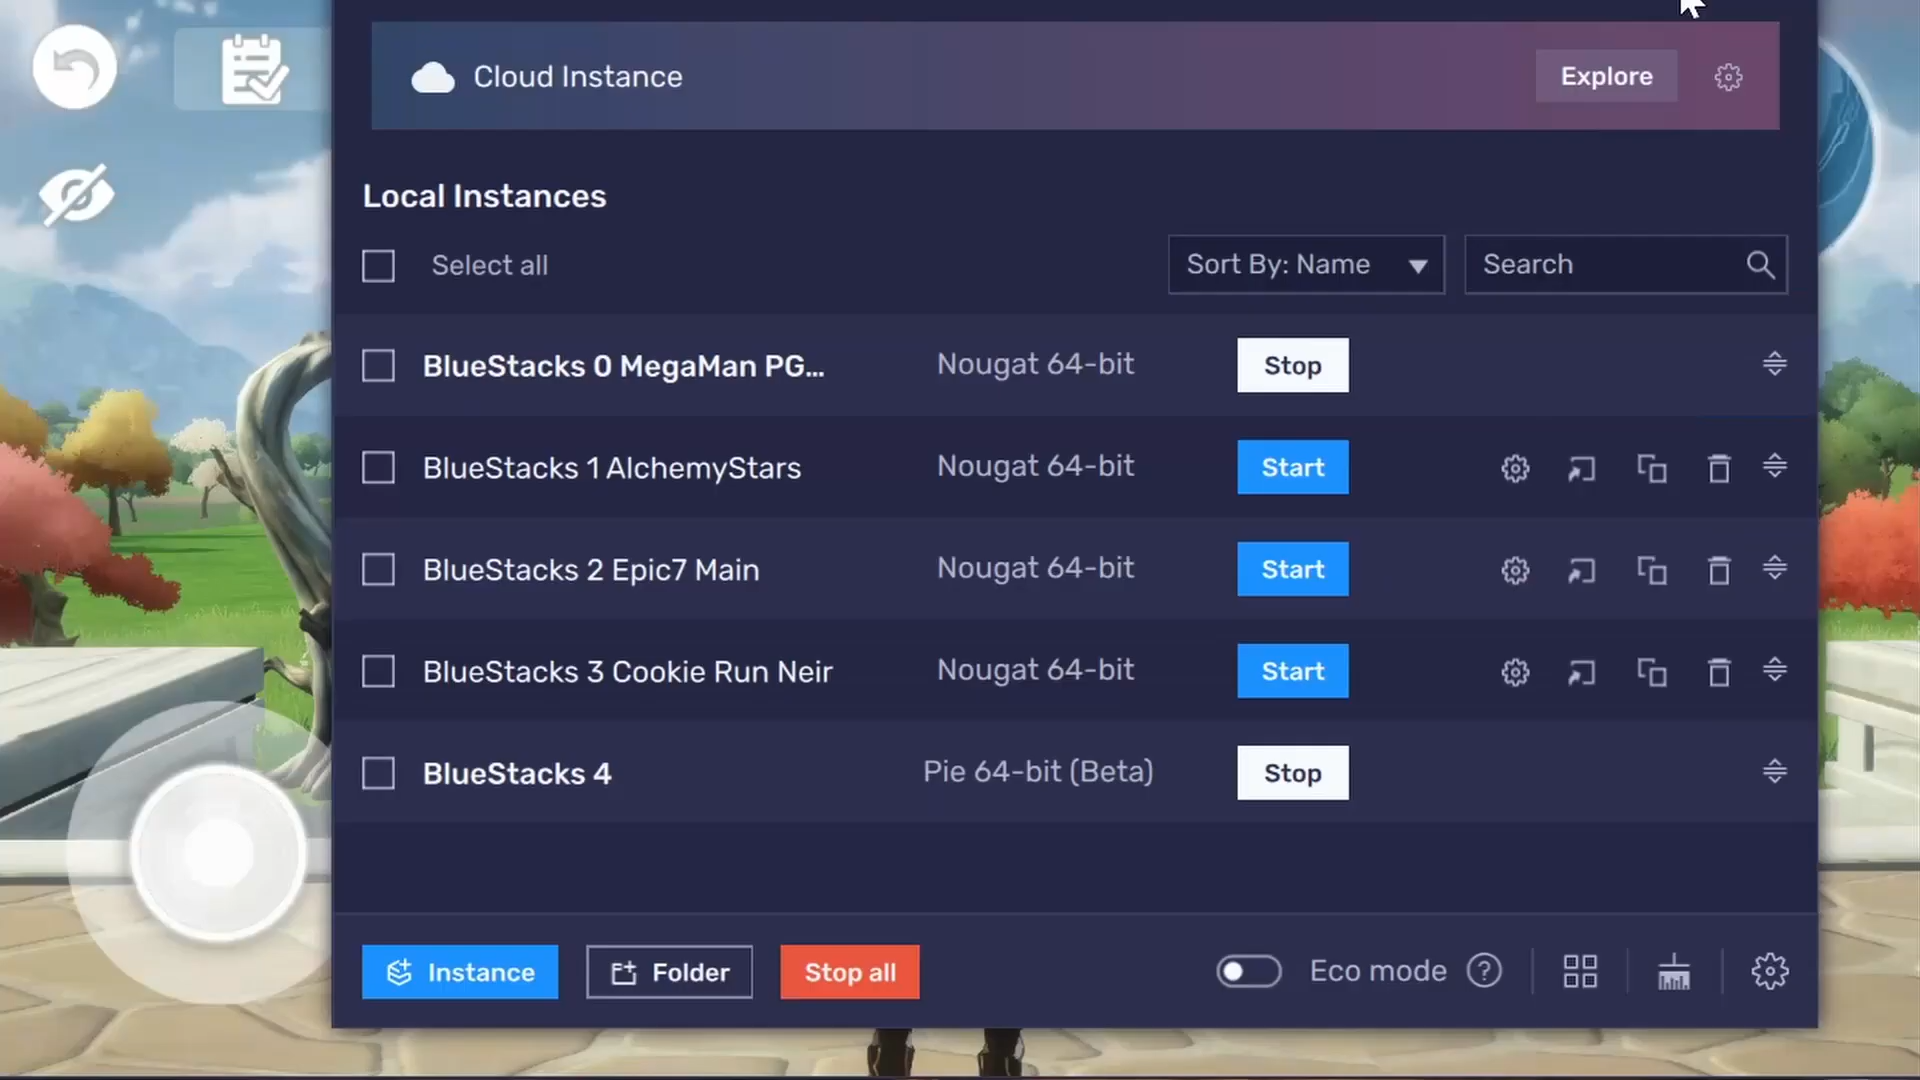 Cloud Instance
Explore
Local Instances
Select all
Sort By: Name
Search
BlueStacks 0 MegaMan PG... Nougat 64-bit Stop
BlueStacks 1 AlchemyStars Nougat 64-bit Start
BlueStacks 2 Epic7 Main Nougat 64-bit Start
BlueStacks 3 Cookie Run Neir Nougat 64-bit Start
BlueStacks 4 Pie 64-bit (Beta) Stop
Instance
Folder
Stop all
Eco mode ?